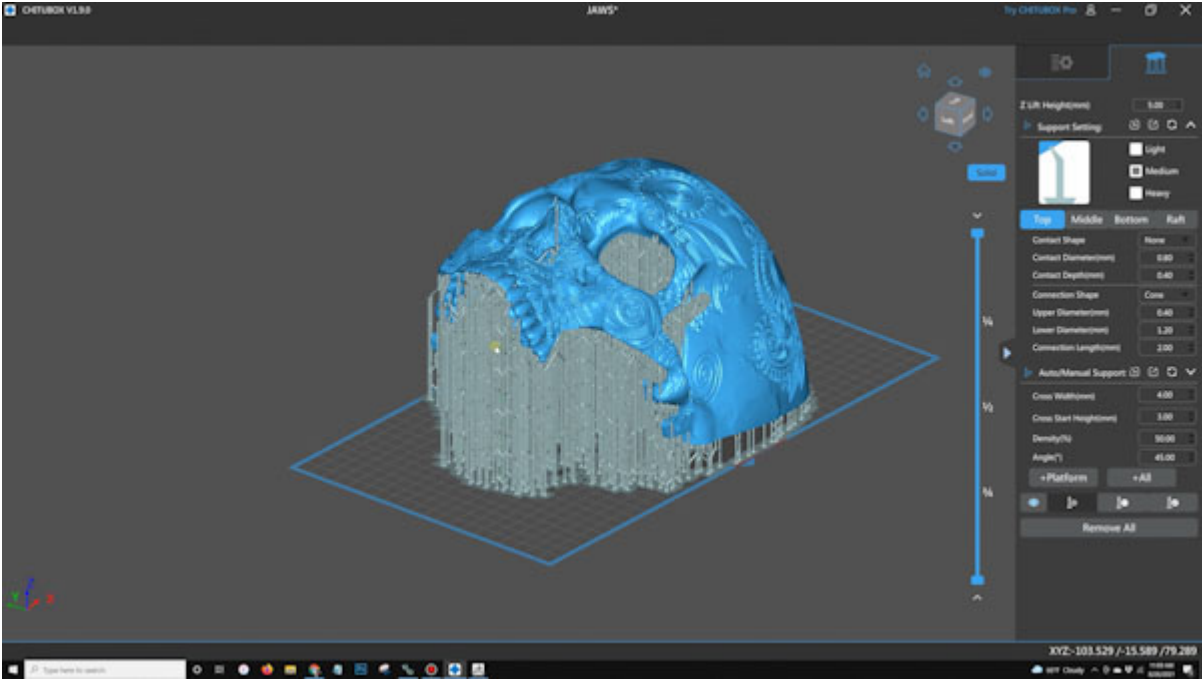 CHITUBOX V1.9.0
JAWS*
Try CHITUBOX Pro
Z Lift Height(mm) 5.00
Support Setting:
Light
Medium
Heavy
Solid
Top Middle Bottom Raft
Contact Shape None
Contact Diameter(mm) 0.80
Contact Depth(mm) 0.40
Connection Shape Cone
Upper Diameter(mm) 0.40
Lower Diameter(mm) 1.20
Connection Length(mm) 2.00
Auto/Manual Support
Cross Width(mm) 4.00
Cross Start Height(mm) 3.00
Density(%) 50.00
Angle(°) 45.00
+Platform +All
Remove All
½
Y X Z
XYZ:-103.529 /-15.589 /79.289
Type here to search
Cloudy